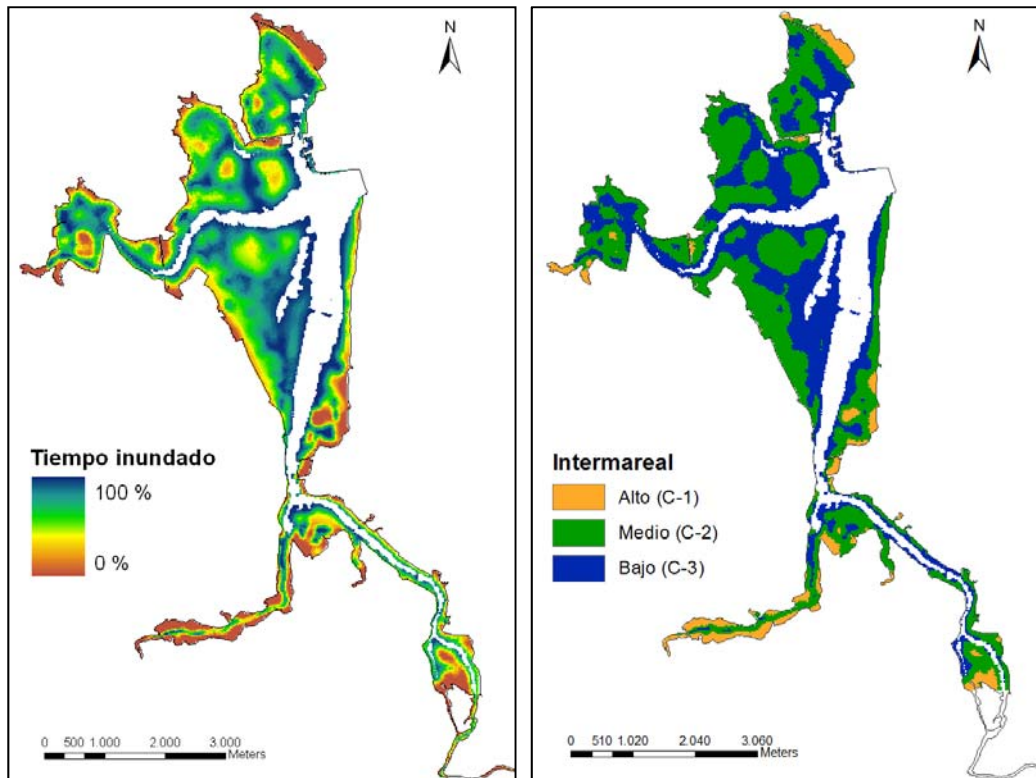 N
Tiempo inundado
100 %
0 %
0 500 1.000 2.000 3.000
Meters
N
Intermareal
Alto (C-1)
Medio (C-2)
Bajo (C-3)
0 510 1.020 2.040 3.060
Meters